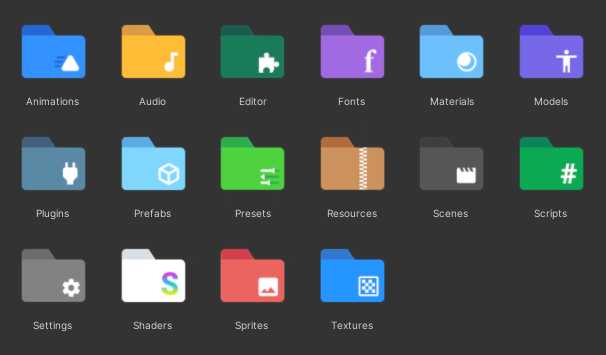 Animations Audio Editor Fonts Materials Models
Plugins Prefabs Presets Resources Scenes Scripts
Settings Shaders Sprites Textures